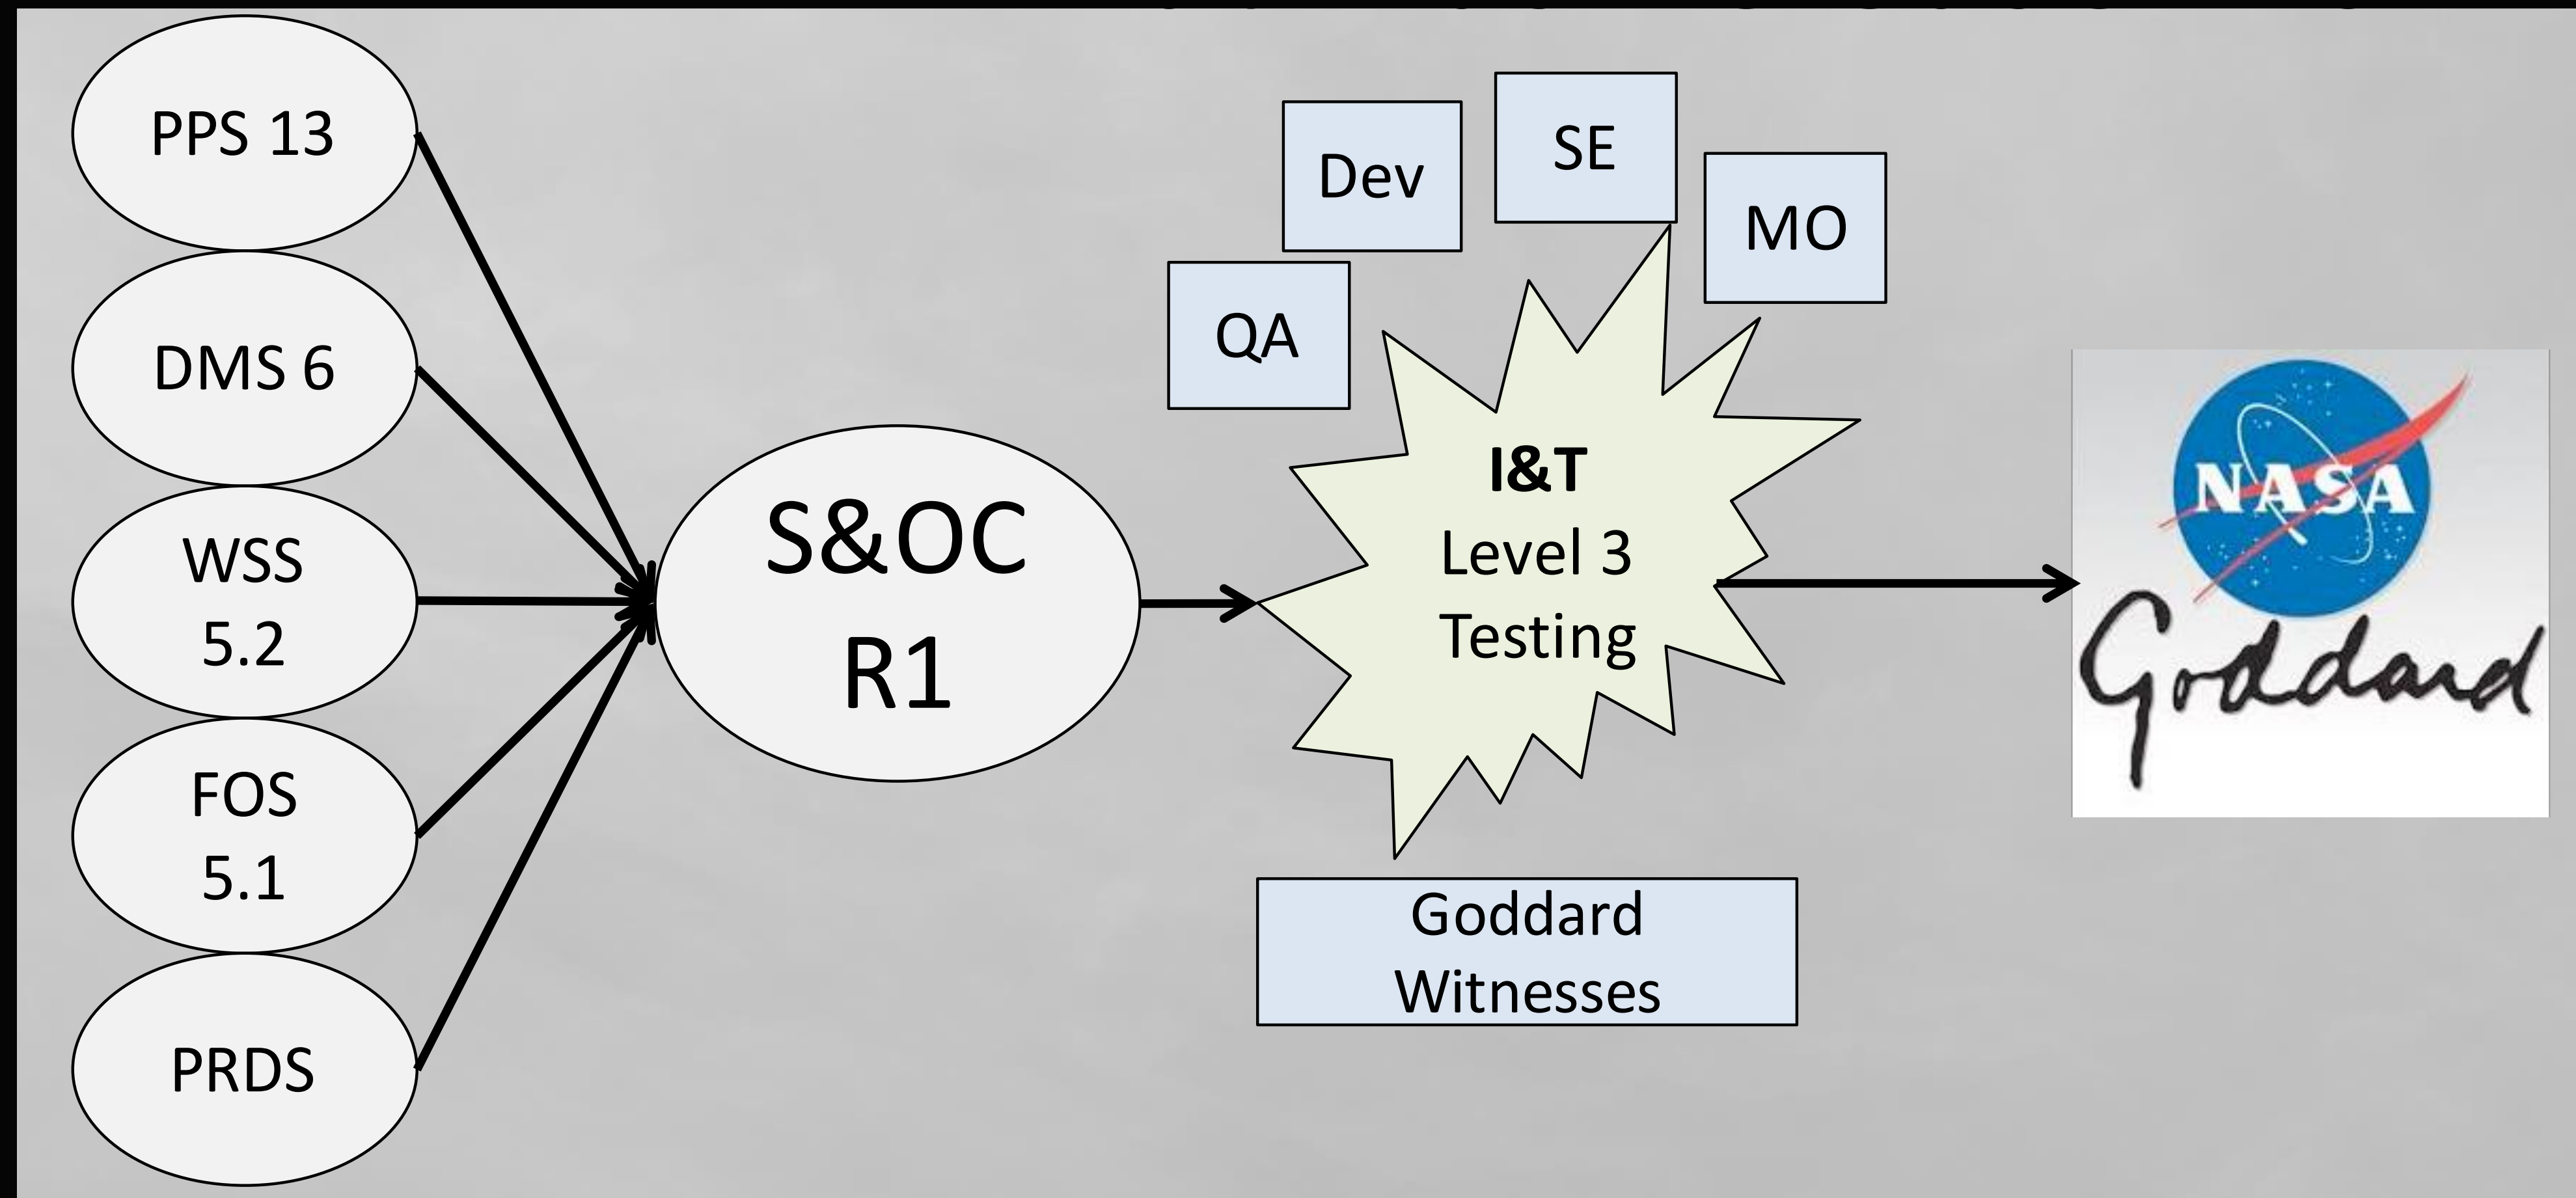 PPS 13
DMS 6
WSS
5.2
FOS
5.1
PRDS
S&OC
R1
QA
Dev
SE
MO
I&T
Level 3
Testing
Goddard
Witnesses
NASA
Goddard